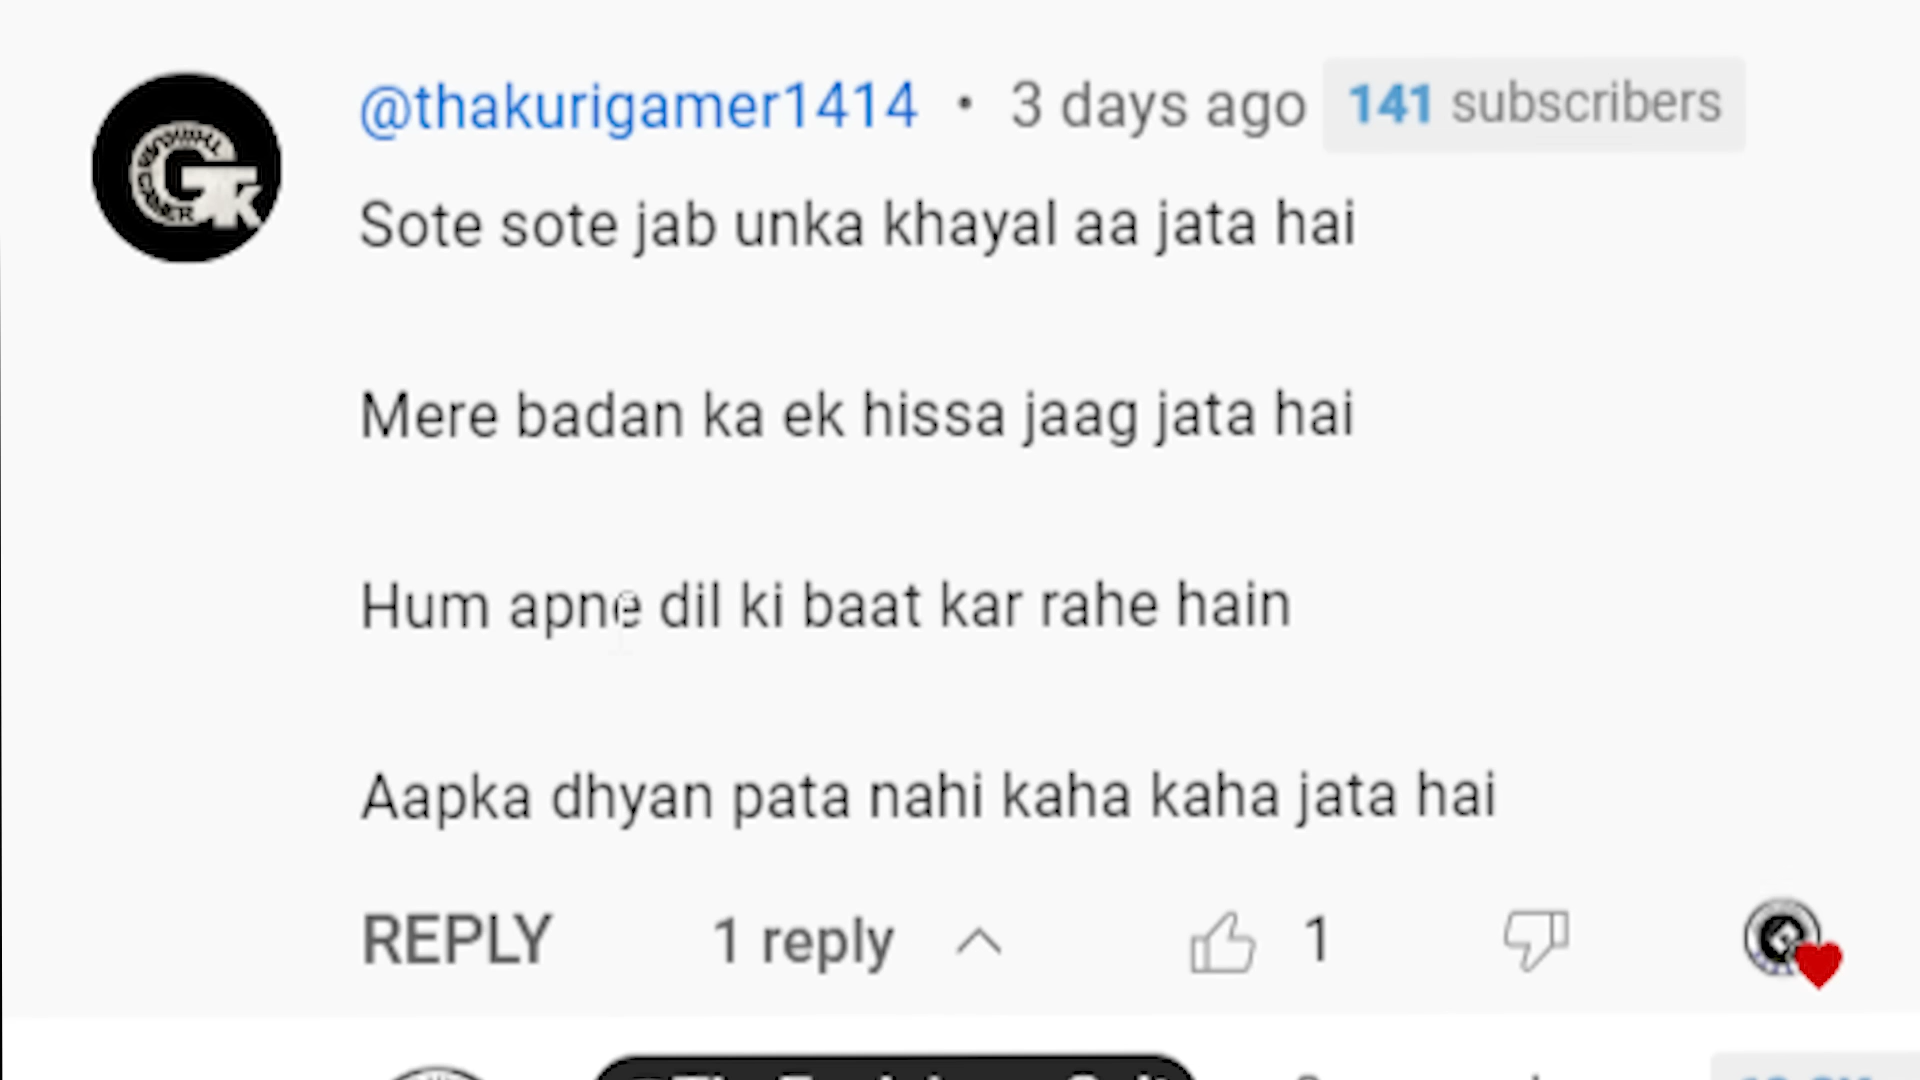 @thakurigamer1414 • 3 days ago 141 subscribers
Sote sote jab unka khayal aa jata hai
Mere badan ka ek hissa jaag jata hai
Hum apne dil ki baat kar rahe hain
Aapka dhyan pata nahi kaha kaha jata hai
REPLY 1 reply 1